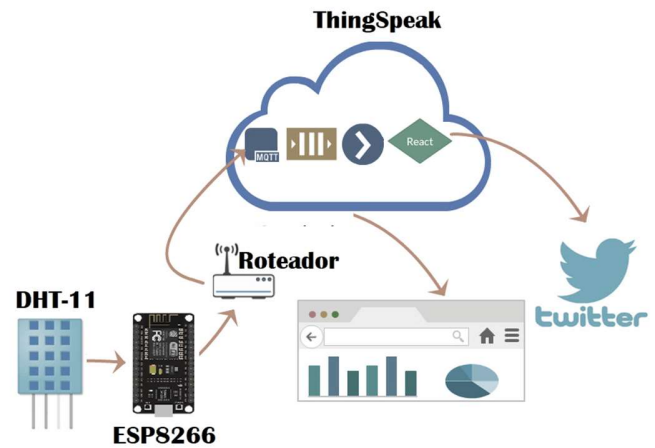 ThingSpeak
MQTT
React
Roteador
DHT-11
twitter
ESP8266